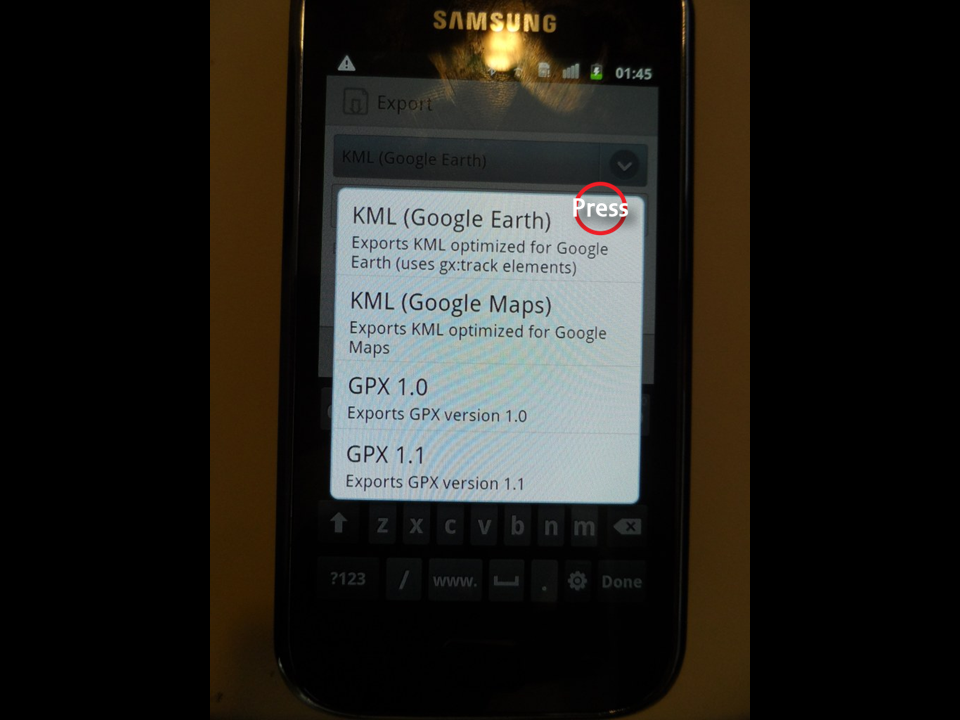 SAMSUNG
01:45
Export
KML (Google Earth)
Press
KML (Google Earth)
Exports KML optimized for Google
Earth (uses gx:track elements)
KML (Google Maps)
Exports KML optimized for Google
Maps
GPX 1.0
Exports GPX version 1.0
GPX 1.1
Exports GPX version 1.1
z x c v b n m
?123 / www. . Done